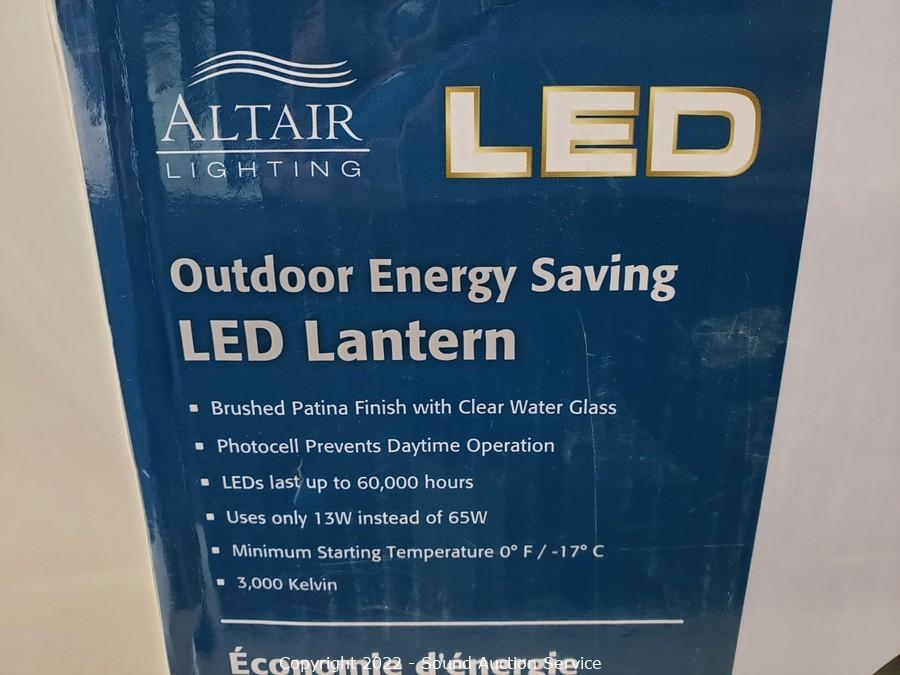 ALTAIR
LIGHTING
LED
Outdoor Energy Saving
LED Lantern
▪ Brushed Patina Finish with Clear Water Glass
▪ Photocell Prevents Daytime Operation
▪ LEDs last up to 60,000 hours
▪ Uses only 13W instead of 65W
▪ Minimum Starting Temperature 0° F / -17° C
▪ 3,000 Kelvin
Économie d'énergie
Copyright 2022 - Sound Auction Service